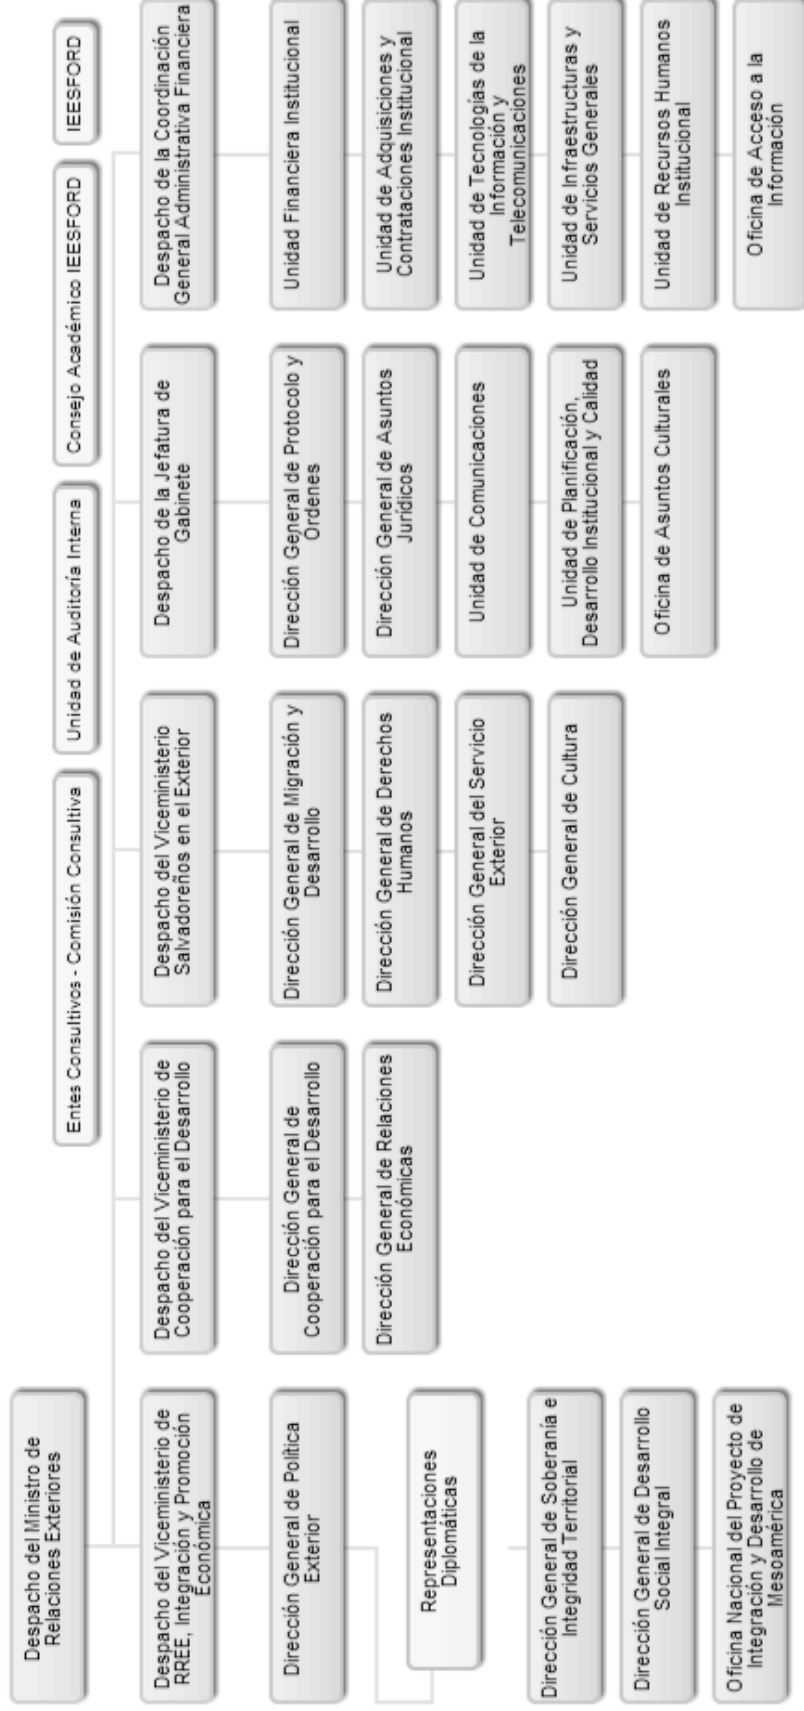 Despacho del Ministro de
Relaciones Exteriores
Entes Consultivos - Comisión Consultiva
Unidad de Auditoría Interna
Consejo Académico IEESFORD
IEESFORD
Despacho del Viceministerio de
RREE, Integración y Promoción
Económica
Despacho del Viceministerio de
Cooperación para el Desarrollo
Despacho del Viceministerio
Salvadoreños en el Exterior
Despacho de la Jefatura de
Gabinete
Despacho de la Coordinación
General Administrativa Financiera
Dirección General de Política
Exterior
Representaciones
Diplomáticas
Dirección General de Soberanía e
Integridad Territorial
Dirección General de Desarrollo
Social Integral
Oficina Nacional del Proyecto de
Integración y Desarrollo de
Mesoamérica
Dirección General de
Cooperación para el Desarrollo
Dirección General de Relaciones
Económicas
Dirección General de Migración y
Desarrollo
Dirección General de Derechos
Humanos
Dirección General del Servicio
Exterior
Dirección General de Cultura
Dirección General de Protocolo y
Ordenes
Dirección General de Asuntos
Jurídicos
Unidad de Comunicaciones
Unidad de Planificación,
Desarrollo Institucional y Calidad
Oficina de Asuntos Culturales
Unidad Financiera Institucional
Unidad de Adquisiciones y
Contrataciones Institucional
Unidad de Tecnologías de la
Información y
Telecomunicaciones
Unidad de Infraestructuras y
Servicios Generales
Unidad de Recursos Humanos
Institucional
Oficina de Acceso a la
Información